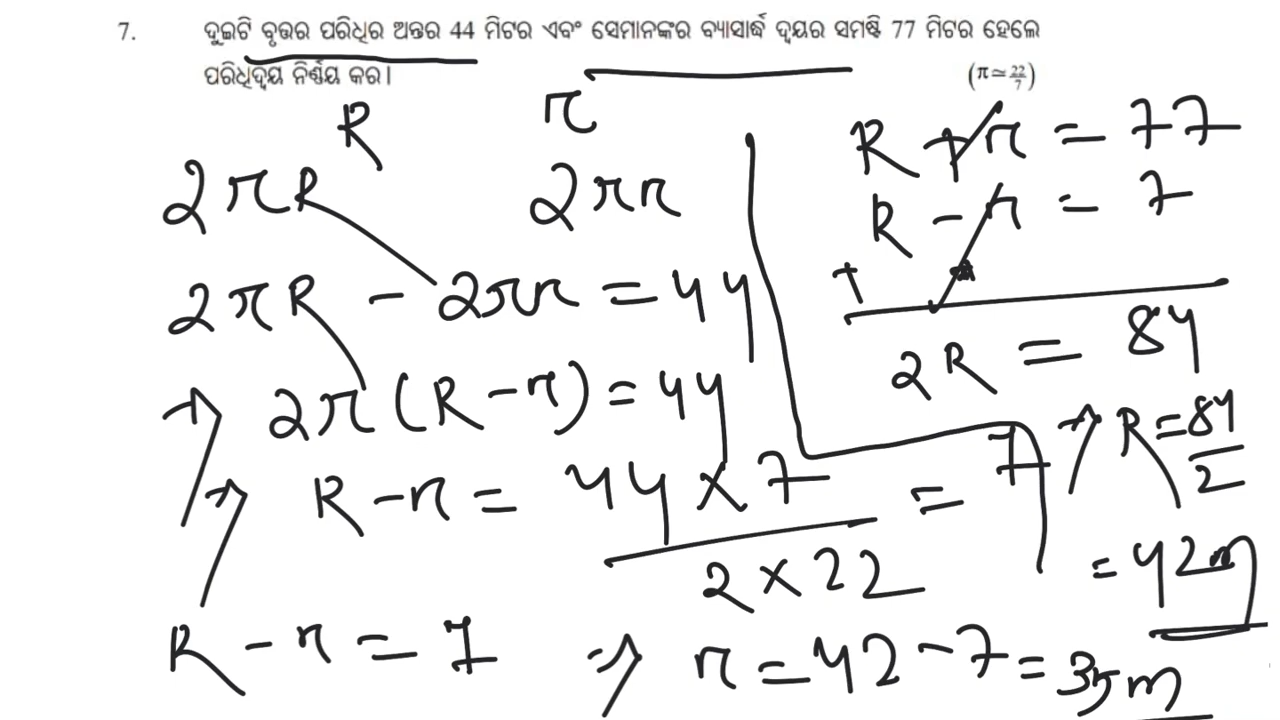 7. ଦୁଇଟି ବୃତ୍ତର ପରିଧିର ଅନ୍ତର 44 ମିଟର ଏବଂ ସେମାନଙ୍କର ବ୍ୟାସାର୍ଦ୍ଧ ଦ୍ୱୟର ସମଷ୍ଟି 77 ମିଟର ହେଲେ
ପରିଧିଦ୍ୱୟ ନିର୍ଣ୍ଣୟ କର। (π≃22/7)
R r
2πR 2πr
2πR - 2πr = 44
⇒ 2π(R-r) = 44
⇒ R-r = 44×7/2×22 = 7
R - r = 7
R + r = 77
R - r = 7
+
2R = 84
⇒ R = 84/2
= 42m
⇒ r = 42-7 = 35m